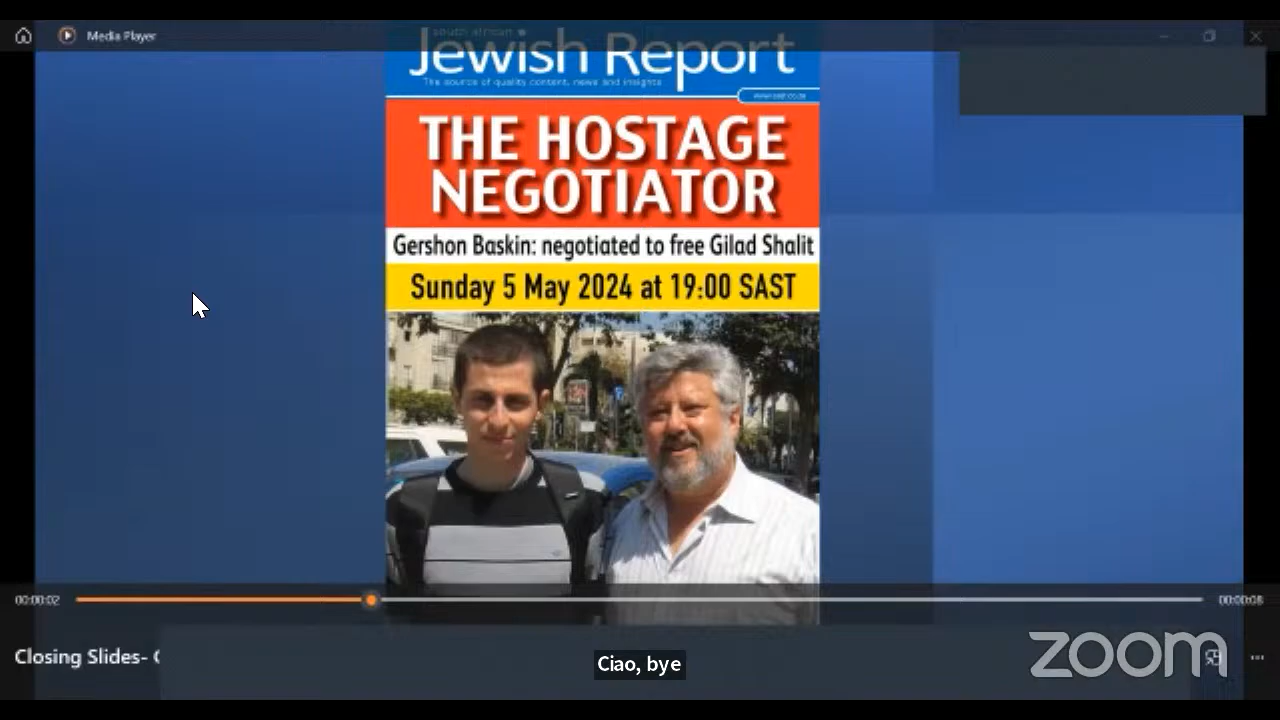 Media Player
south african
Jewish Report
The source of quality content, news and insights
THE HOSTAGE
NEGOTIATOR
Gershon Baskin: negotiated to free Gilad Shalit
Sunday 5 May 2024 at 19:00 SAST
00:00:02
00:00:08
Closing Slides-
Ciao, bye
zoom